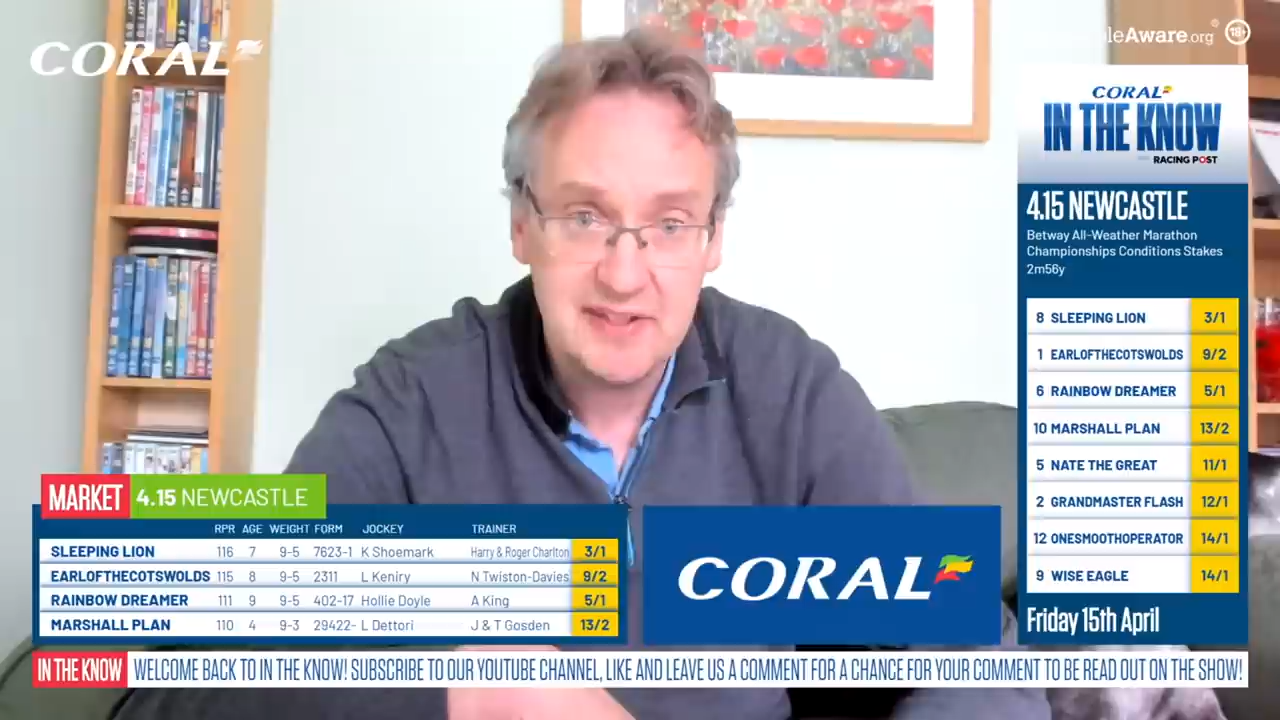 CORAL
leAware.org 18+
CORAL
IN THE KNOW
RACING POST
4.15 NEWCASTLE
Betway All-Weather Marathon
Championships Conditions Stakes
2m56y
8 SLEEPING LION 3/1
1 EARLOFTHECOTSWOLDS 9/2
6 RAINBOW DREAMER 5/1
10 MARSHALL PLAN 13/2
5 NATE THE GREAT 11/1
2 GRANDMASTER FLASH 12/1
12 ONESMOOTHOPERATOR 14/1
9 WISE EAGLE 14/1
Friday 15th April
MARKET 4.15 NEWCASTLE
RPR AGE WEIGHT FORM JOCKEY TRAINER
SLEEPING LION 116 7 9-5 7623-1 K Shoemark Harry & Roger Charlton 3/1
EARLOFTHECOTSWOLDS 115 8 9-5 2311 L Keniry N Twiston-Davies 9/2
RAINBOW DREAMER 111 9 9-5 402-17 Hollie Doyle A King 5/1
MARSHALL PLAN 110 4 9-3 29422- L Dettori J & T Gosden 13/2
CORAL
IN THE KNOW WELCOME BACK TO IN THE KNOW! SUBSCRIBE TO OUR YOUTUBE CHANNEL, LIKE AND LEAVE US A COMMENT FOR A CHANCE FOR YOUR COMMENT TO BE READ OUT ON THE SHOW!